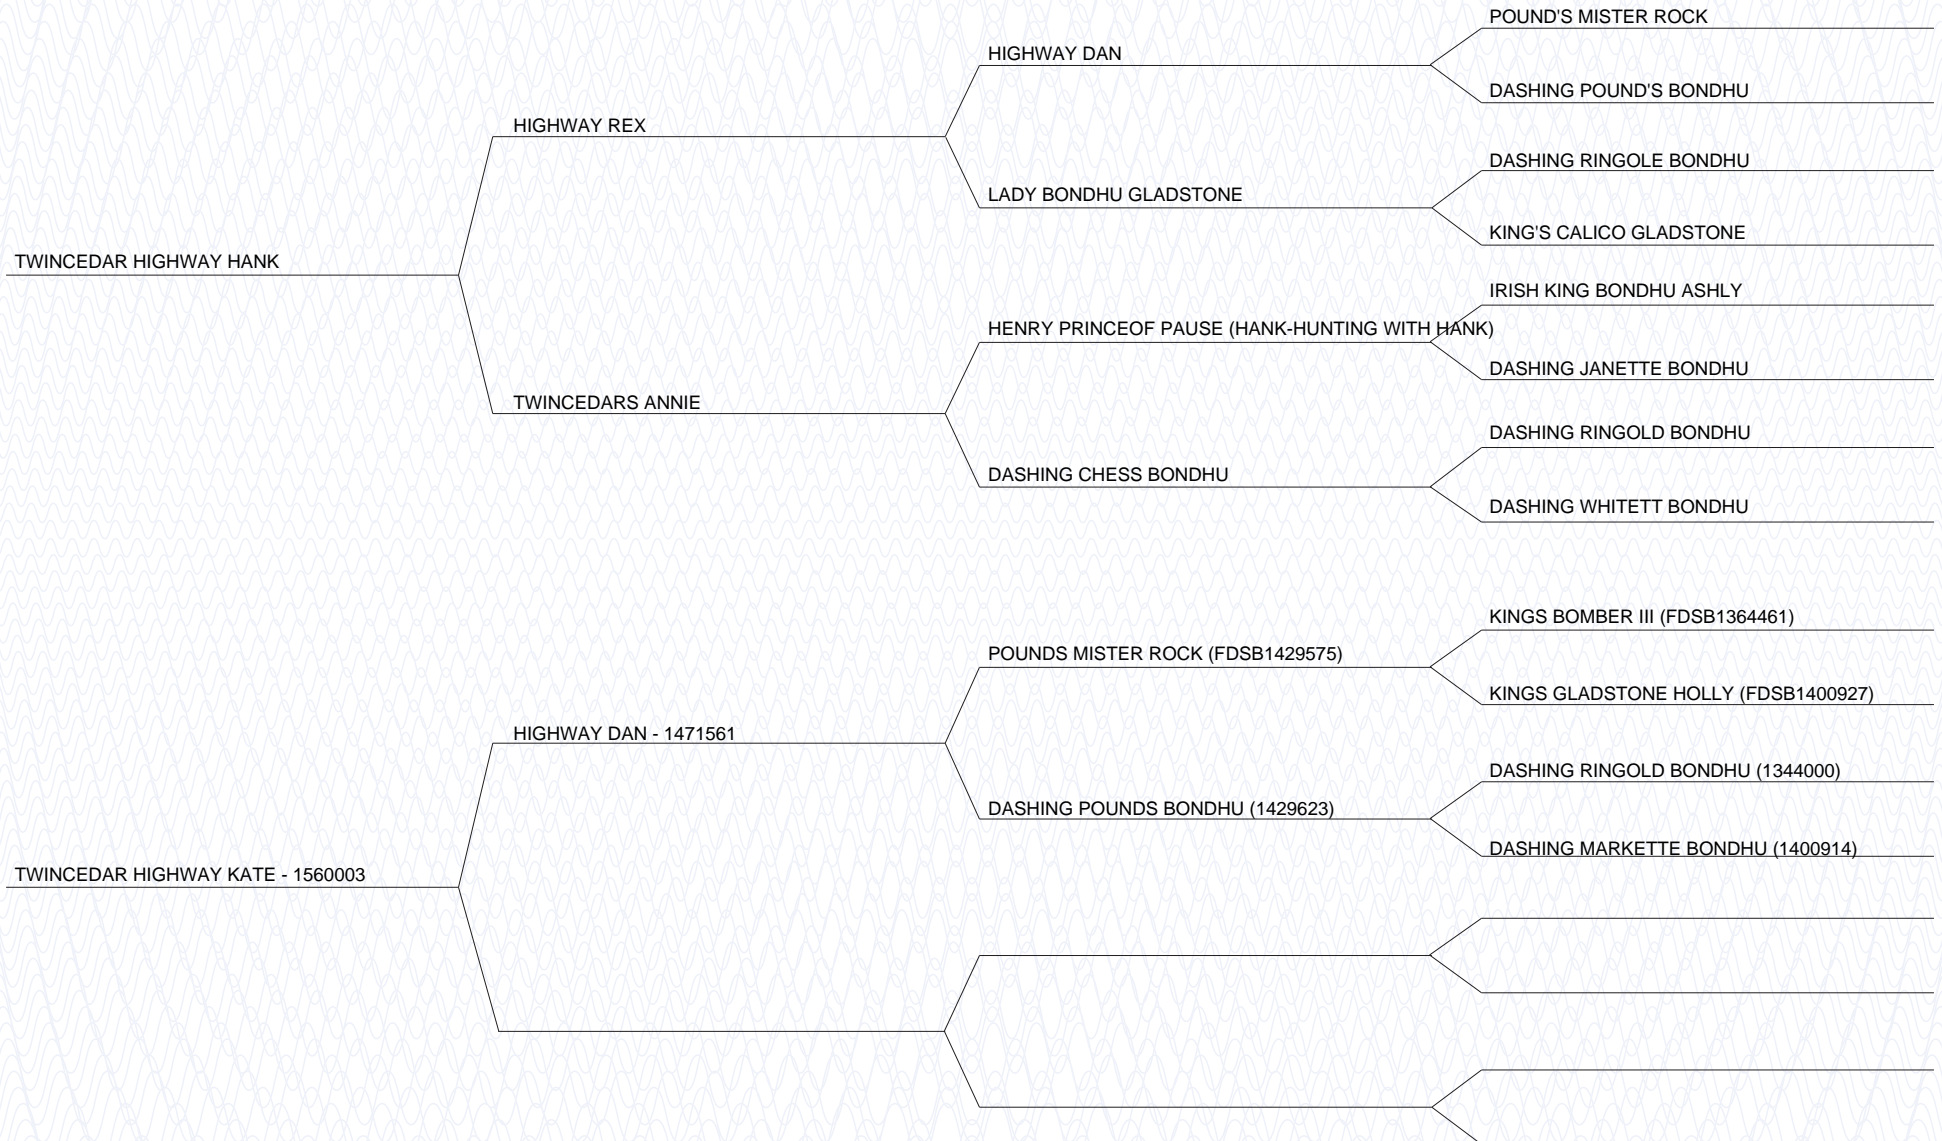 POUND'S MISTER ROCK
HIGHWAY DAN
DASHING POUND'S BONDHU
HIGHWAY REX
DASHING RINGOLE BONDHU
LADY BONDHU GLADSTONE
KING'S CALICO GLADSTONE
TWINCEDAR HIGHWAY HANK
IRISH KING BONDHU ASHLY
HENRY PRINCEOF PAUSE (HANK-HUNTING WITH HANK)
DASHING JANETTE BONDHU
TWINCEDARS ANNIE
DASHING RINGOLD BONDHU
DASHING CHESS BONDHU
DASHING WHITETT BONDHU
KINGS BOMBER III (FDSB1364461)
POUNDS MISTER ROCK (FDSB1429575)
KINGS GLADSTONE HOLLY (FDSB1400927)
HIGHWAY DAN - 1471561
DASHING RINGOLD BONDHU (1344000)
DASHING POUNDS BONDHU (1429623)
DASHING MARKETTE BONDHU (1400914)
TWINCEDAR HIGHWAY KATE - 1560003